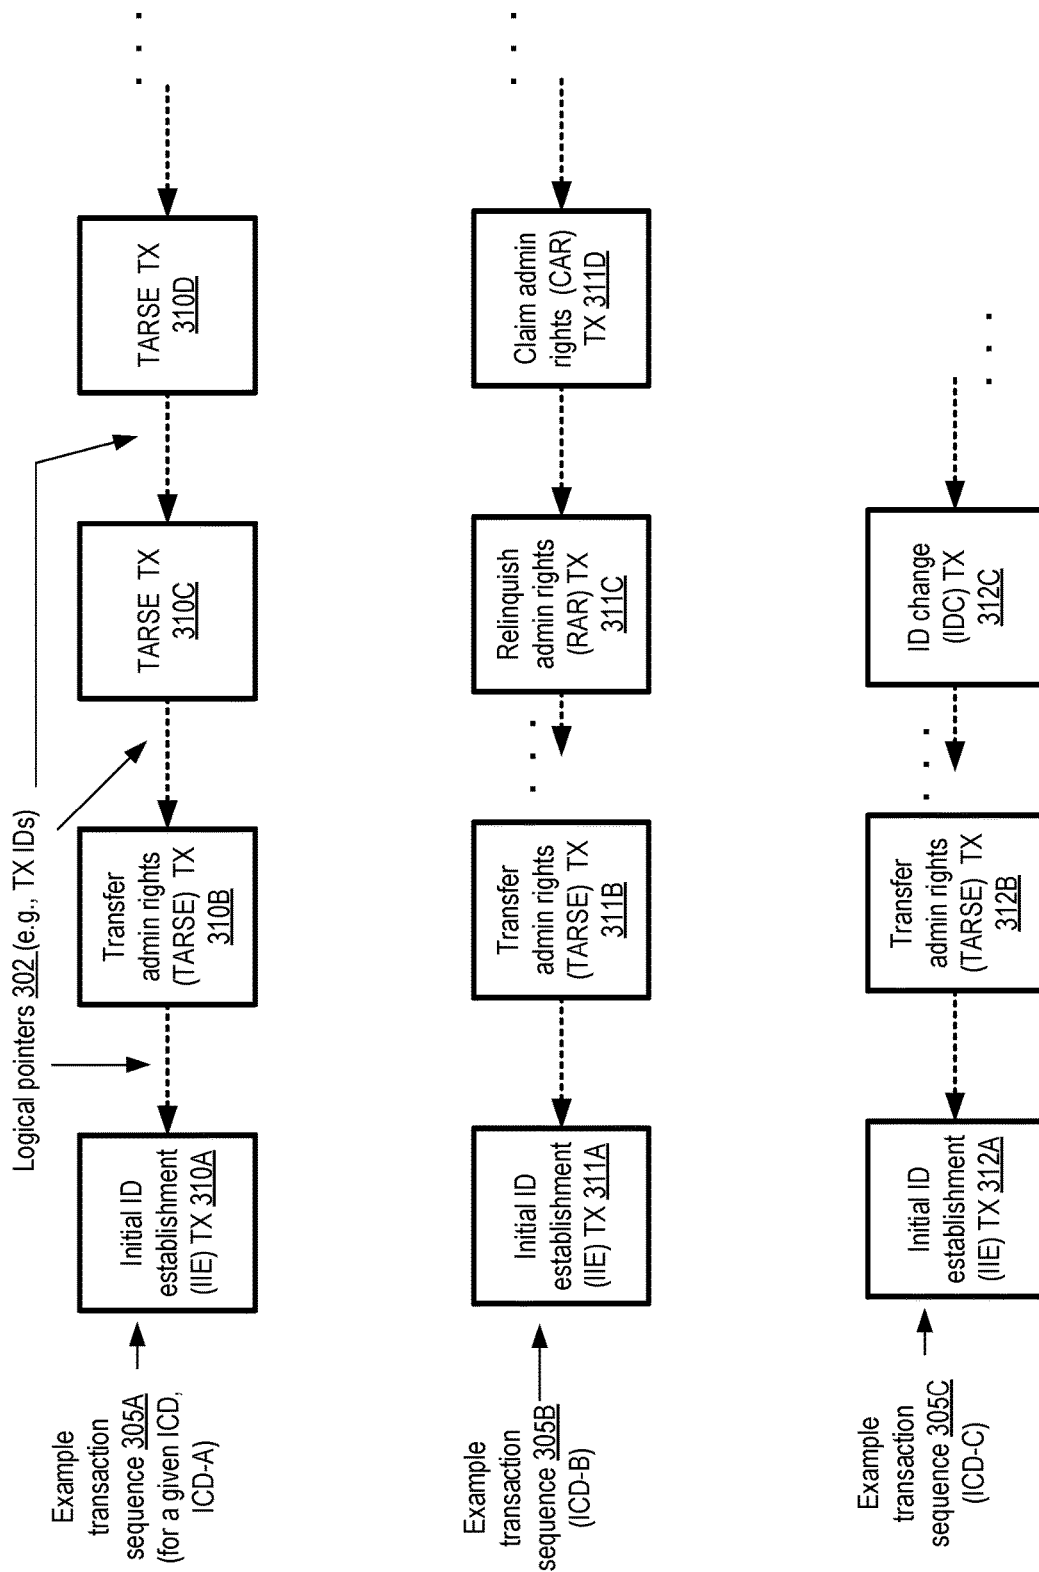 Logical pointers 302 (e.g., TX IDs)
Example
transaction
sequence 305A
(for a given ICD,
ICD-A)
Initial ID
establishment
(IIE) TX 310A
Transfer
admin rights
(TARSE) TX
310B
TARSE TX
310C
TARSE TX
310D
. . .
Example
transaction
sequence 305B
(ICD-B)
Initial ID
establishment
(IIE) TX 311A
Transfer
admin rights
(TARSE) TX
311B
. . .
Relinquish
admin rights
(RAR) TX
311C
Claim admin
rights (CAR)
TX 311D
. . .
Example
transaction
sequence 305C
(ICD-C)
Initial ID
establishment
(IIE) TX 312A
Transfer
admin rights
(TARSE) TX
312B
. . .
ID change
(IDC) TX
312C
. . .